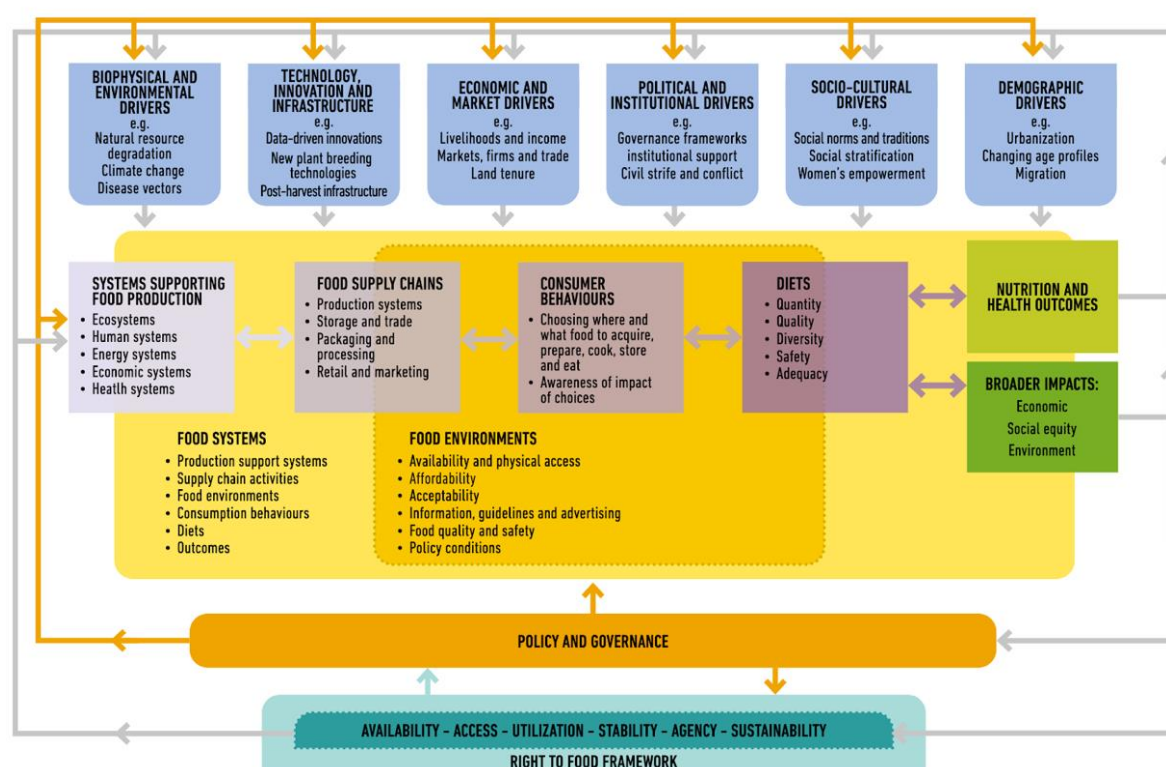 BIOPHYSICAL AND
ENVIRONMENTAL
DRIVERS
e.g.
Natural resource
degradation
Climate change
Disease vectors
TECHNOLOGY,
INNOVATION AND
INFRASTRUCTURE
e.g.
Data-driven innovations
New plant breeding
technologies
Post-harvest infrastructure
ECONOMIC AND
MARKET DRIVERS
e.g.
Livelihoods and income
Markets, firms and trade
Land tenure
POLITICAL AND
INSTITUTIONAL DRIVERS
e.g.
Governance frameworks
institutional support
Civil strife and conflict
SOCIO-CULTURAL
DRIVERS
e.g.
Social norms and traditions
Social stratification
Women's empowerment
DEMOGRAPHIC
DRIVERS
e.g.
Urbanization
Changing age profiles
Migration
SYSTEMS SUPPORTING
FOOD PRODUCTION
• Ecosystems
• Human systems
• Energy systems
• Economic systems
• Heatlh systems
FOOD SUPPLY CHAINS
• Production systems
• Storage and trade
• Packaging and
processing
• Retail and marketing
CONSUMER
BEHAVIOURS
• Choosing where and
what food to acquire,
prepare, cook, store
and eat
• Awareness of impact
of choices
DIETS
• Quantity
• Quality
• Diversity
• Safety
• Adequacy
NUTRITION AND
HEALTH OUTCOMES
BROADER IMPACTS:
Economic
Social equity
Environment
FOOD SYSTEMS
• Production support systems
• Supply chain activities
• Food environments
• Consumption behaviours
• Diets
• Outcomes
FOOD ENVIRONMENTS
• Availability and physical access
• Affordability
• Acceptability
• Information, guidelines and advertising
• Food quality and safety
• Policy conditions
POLICY AND GOVERNANCE
AVAILABILITY – ACCESS – UTILIZATION – STABILITY – AGENCY – SUSTAINABILITY
RIGHT TO FOOD FRAMEWORK